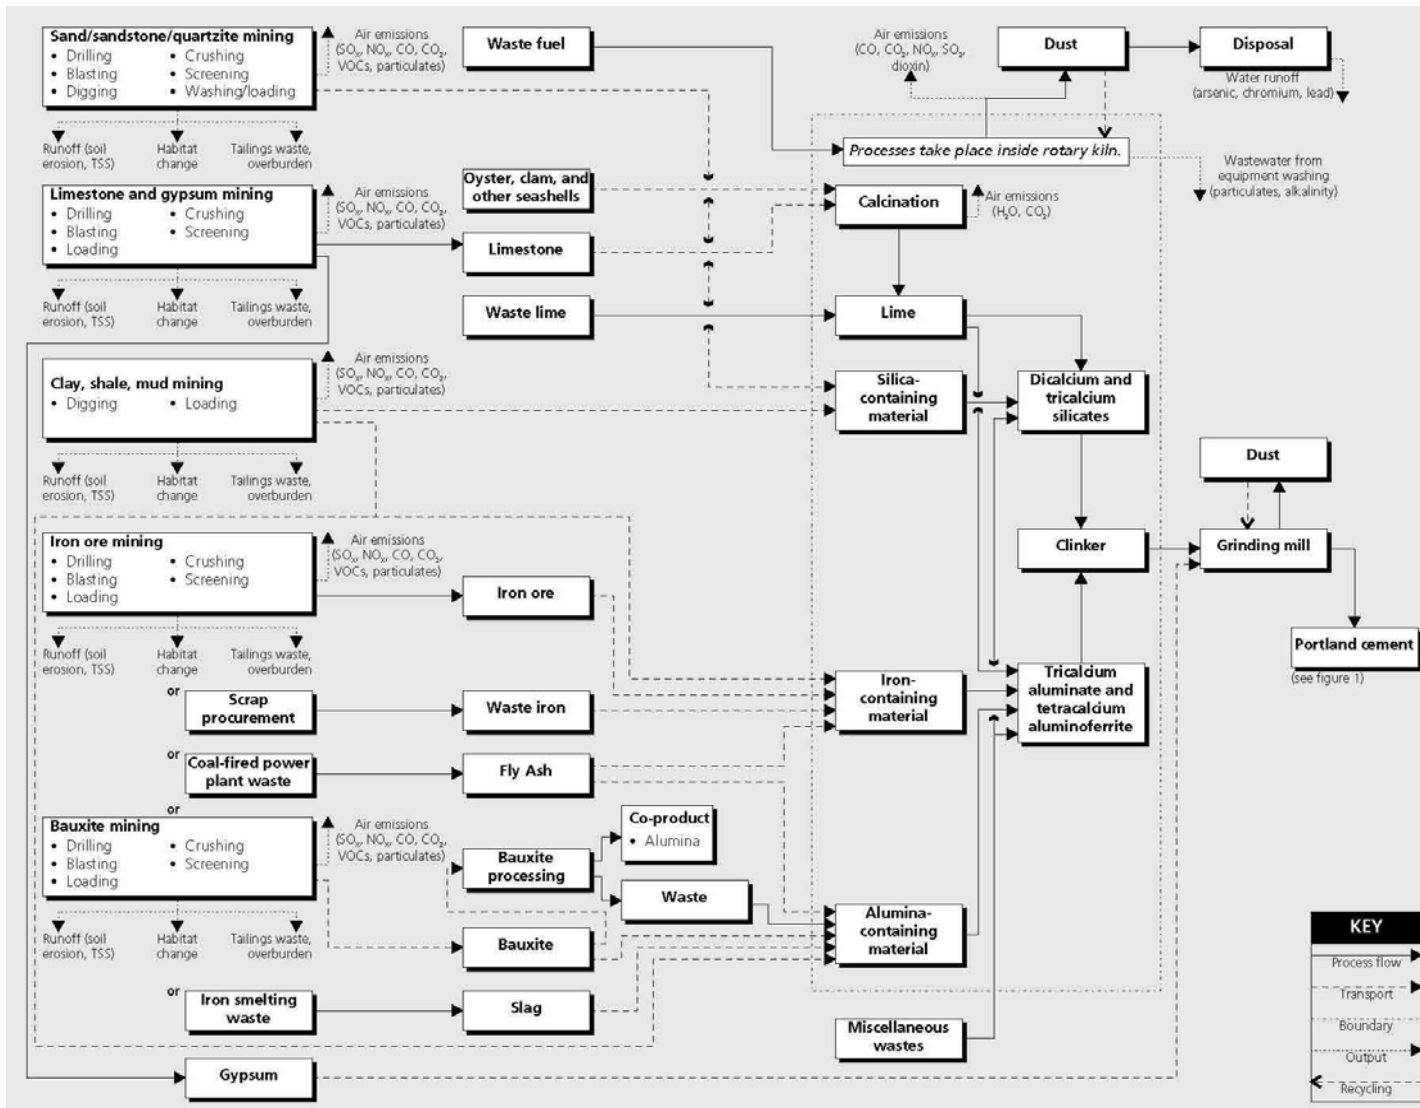 Sand/sandstone/quartzite mining
• Drilling
• Blasting
• Digging
• Crushing
• Screening
• Washing/loading
Air emissions
(SOₓ, NOₓ, CO, CO₂,
VOCs, particulates)
Runoff (soil
erosion, TSS)
Habitat
change
Tailings waste,
overburden
Waste fuel
Air emissions
(CO, CO₂, NOₓ, SO₂,
dioxin)
Dust
Disposal
Water runoff
(arsenic, chromium, lead)
Processes take place inside rotary kiln.
Wastewater from
equipment washing
(particulates, alkalinity)
Limestone and gypsum mining
• Drilling
• Blasting
• Loading
• Crushing
• Screening
Air emissions
(SOₓ, NOₓ, CO, CO₂,
VOCs, particulates)
Runoff (soil
erosion, TSS)
Habitat
change
Tailings waste,
overburden
Oyster, clam, and
other seashells
Limestone
Waste lime
Calcination
Air emissions
(H₂O, CO₂)
Lime
Clay, shale, mud mining
• Digging
• Loading
Air emissions
(SOₓ, NOₓ, CO, CO₂,
VOCs, particulates)
Runoff (soil
erosion, TSS)
Habitat
change
Tailings waste,
overburden
Silica-
containing
material
Dicalcium and
tricalcium
silicates
Dust
Clinker
Grinding mill
Portland cement
(see figure 1)
Iron ore mining
• Drilling
• Blasting
• Loading
• Crushing
• Screening
Air emissions
(SOₓ, NOₓ, CO, CO₂,
VOCs, particulates)
Runoff (soil
erosion, TSS)
Habitat
change
Tailings waste,
overburden
Iron ore
or
Scrap
procurement
Waste iron
Iron-
containing
material
Tricalcium
aluminate and
tetracalcium
aluminoferrite
or
Coal-fired power
plant waste
Fly Ash
or
Bauxite mining
• Drilling
• Blasting
• Loading
• Crushing
• Screening
Air emissions
(SOₓ, NOₓ, CO, CO₂,
VOCs, particulates)
Runoff (soil
erosion, TSS)
Habitat
change
Tailings waste,
overburden
Bauxite
processing
Co-product
• Alumina
Waste
Bauxite
Alumina-
containing
material
or
Iron smelting
waste
Slag
Miscellaneous
wastes
Gypsum
KEY
Process flow
Transport
Boundary
Output
Recycling